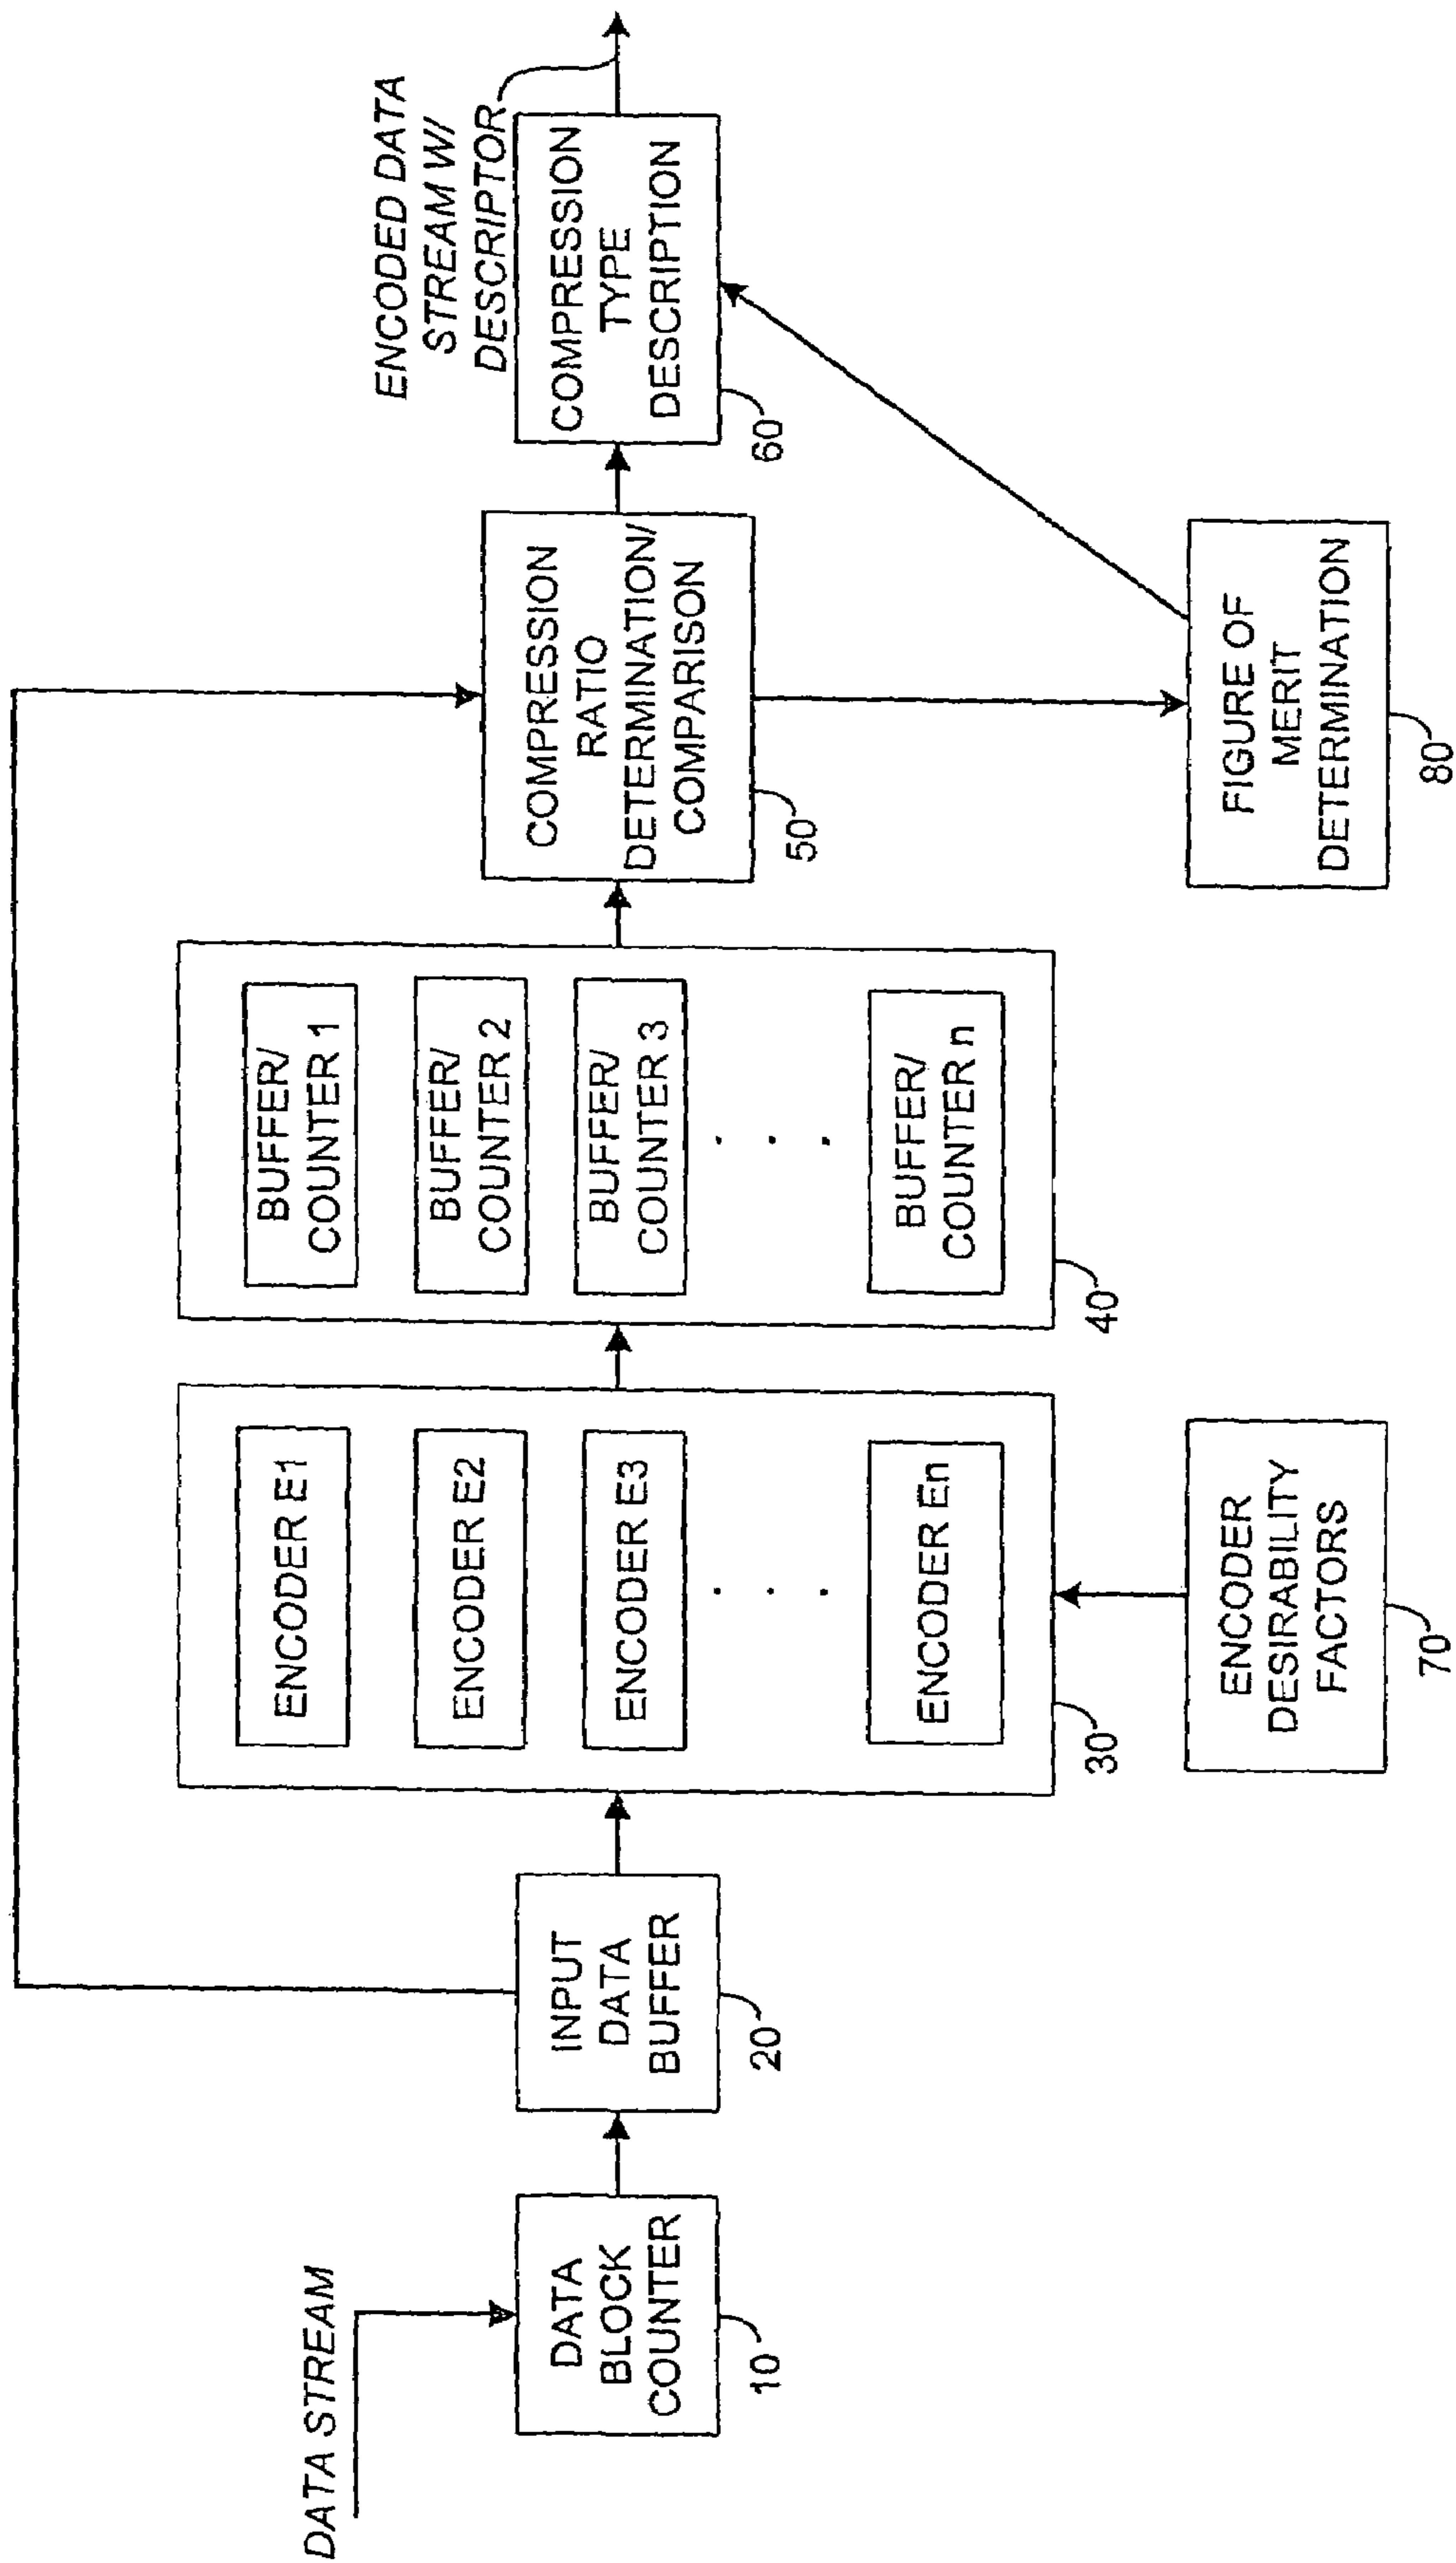 DATA STREAM
DATA
BLOCK
COUNTER
10
INPUT
DATA
BUFFER
20
ENCODER E1
ENCODER E2
ENCODER E3
. . .
ENCODER En
30
BUFFER/
COUNTER 1
BUFFER/
COUNTER 2
BUFFER/
COUNTER 3
. . .
BUFFER/
COUNTER n
40
COMPRESSION
RATIO
DETERMINATION/
COMPARISON
50
ENCODED DATA
STREAM W/
DESCRIPTOR
COMPRESSION
TYPE
DESCRIPTION
60
ENCODER
DESIRABILITY
FACTORS
70
FIGURE OF
MERIT
DETERMINATION
80